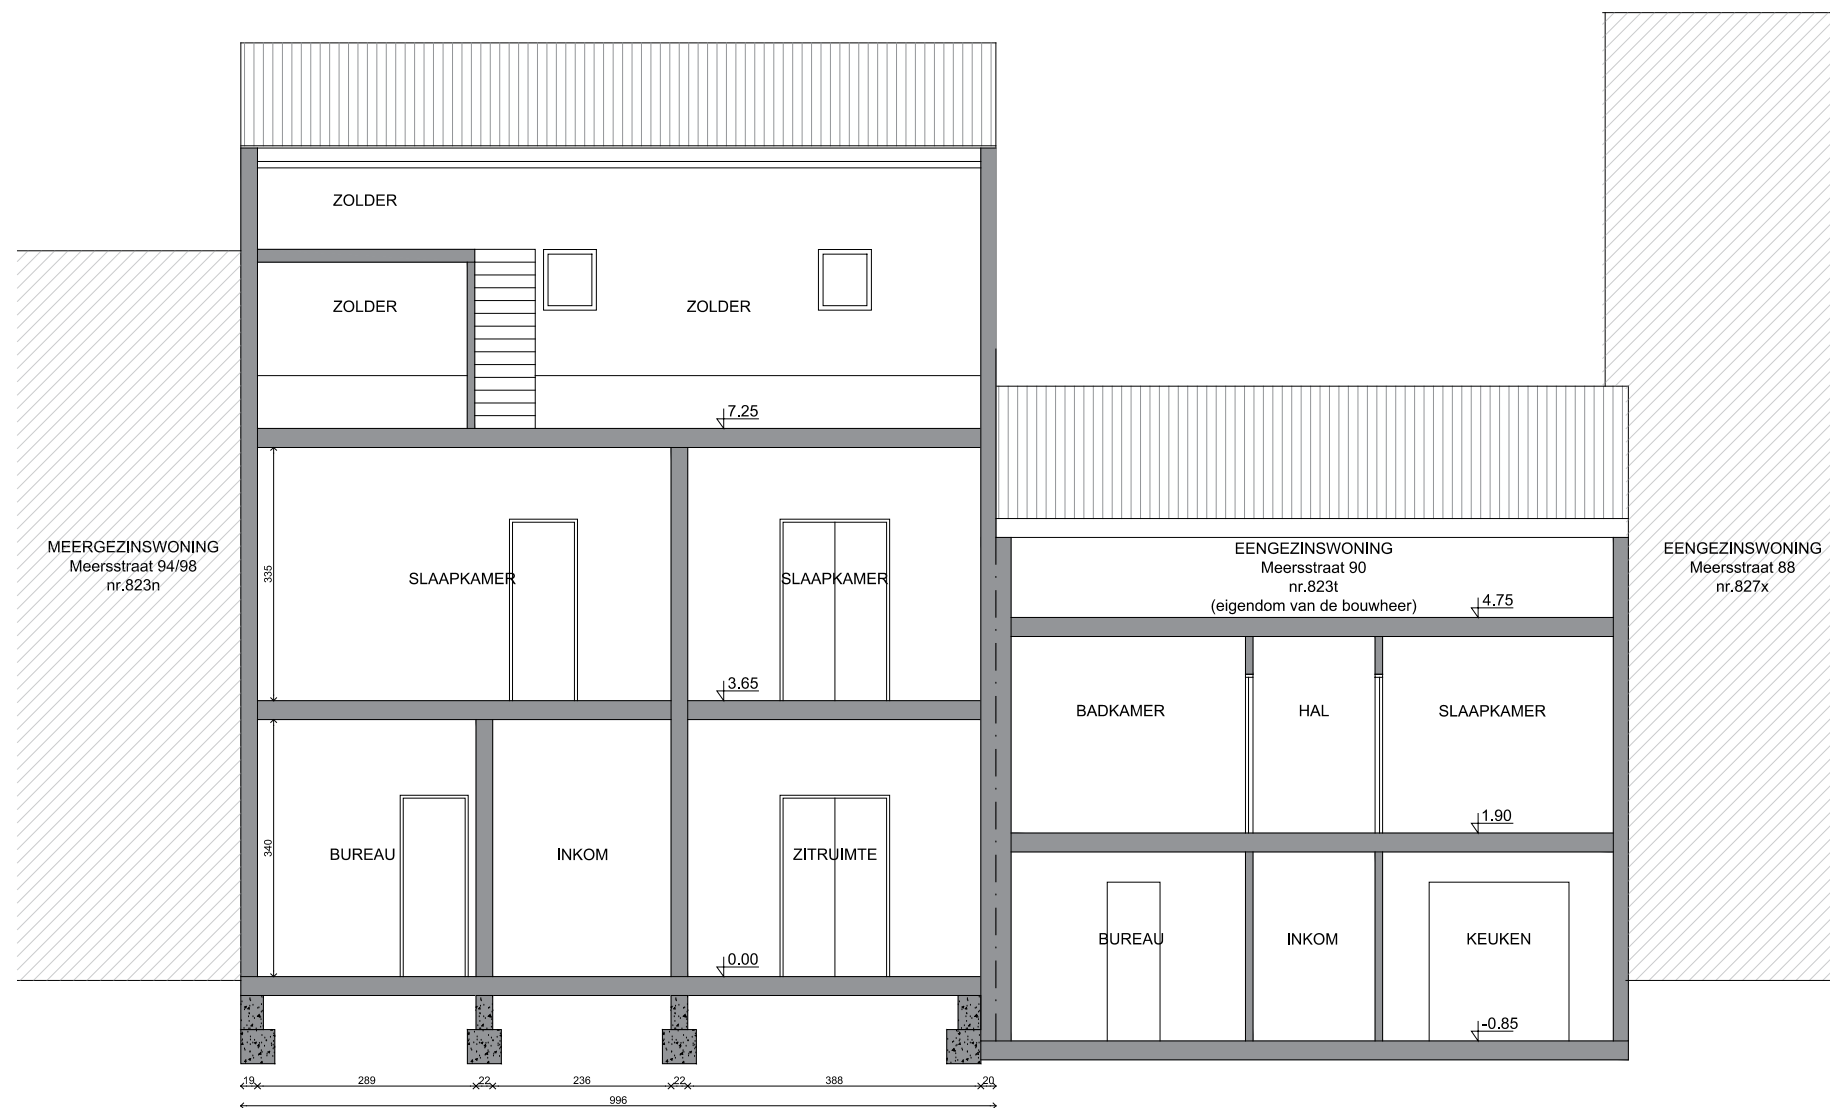 ZOLDER
ZOLDER
ZOLDER
7.25
MEERGEZINSWONING
Meersstraat 94/98
nr.823n
335
SLAAPKAMER
SLAAPKAMER
3.65
EENGEZINSWONING
Meersstraat 90
nr.823t
(eigendom van de bouwheer)
4.75
EENGEZINSWONING
Meersstraat 88
nr.827x
BADKAMER
HAL
SLAAPKAMER
1.90
340
BUREAU
INKOM
ZITRUIMTE
0.00
BUREAU
INKOM
KEUKEN
-0.85
19 289 22 236 22 388 20
996